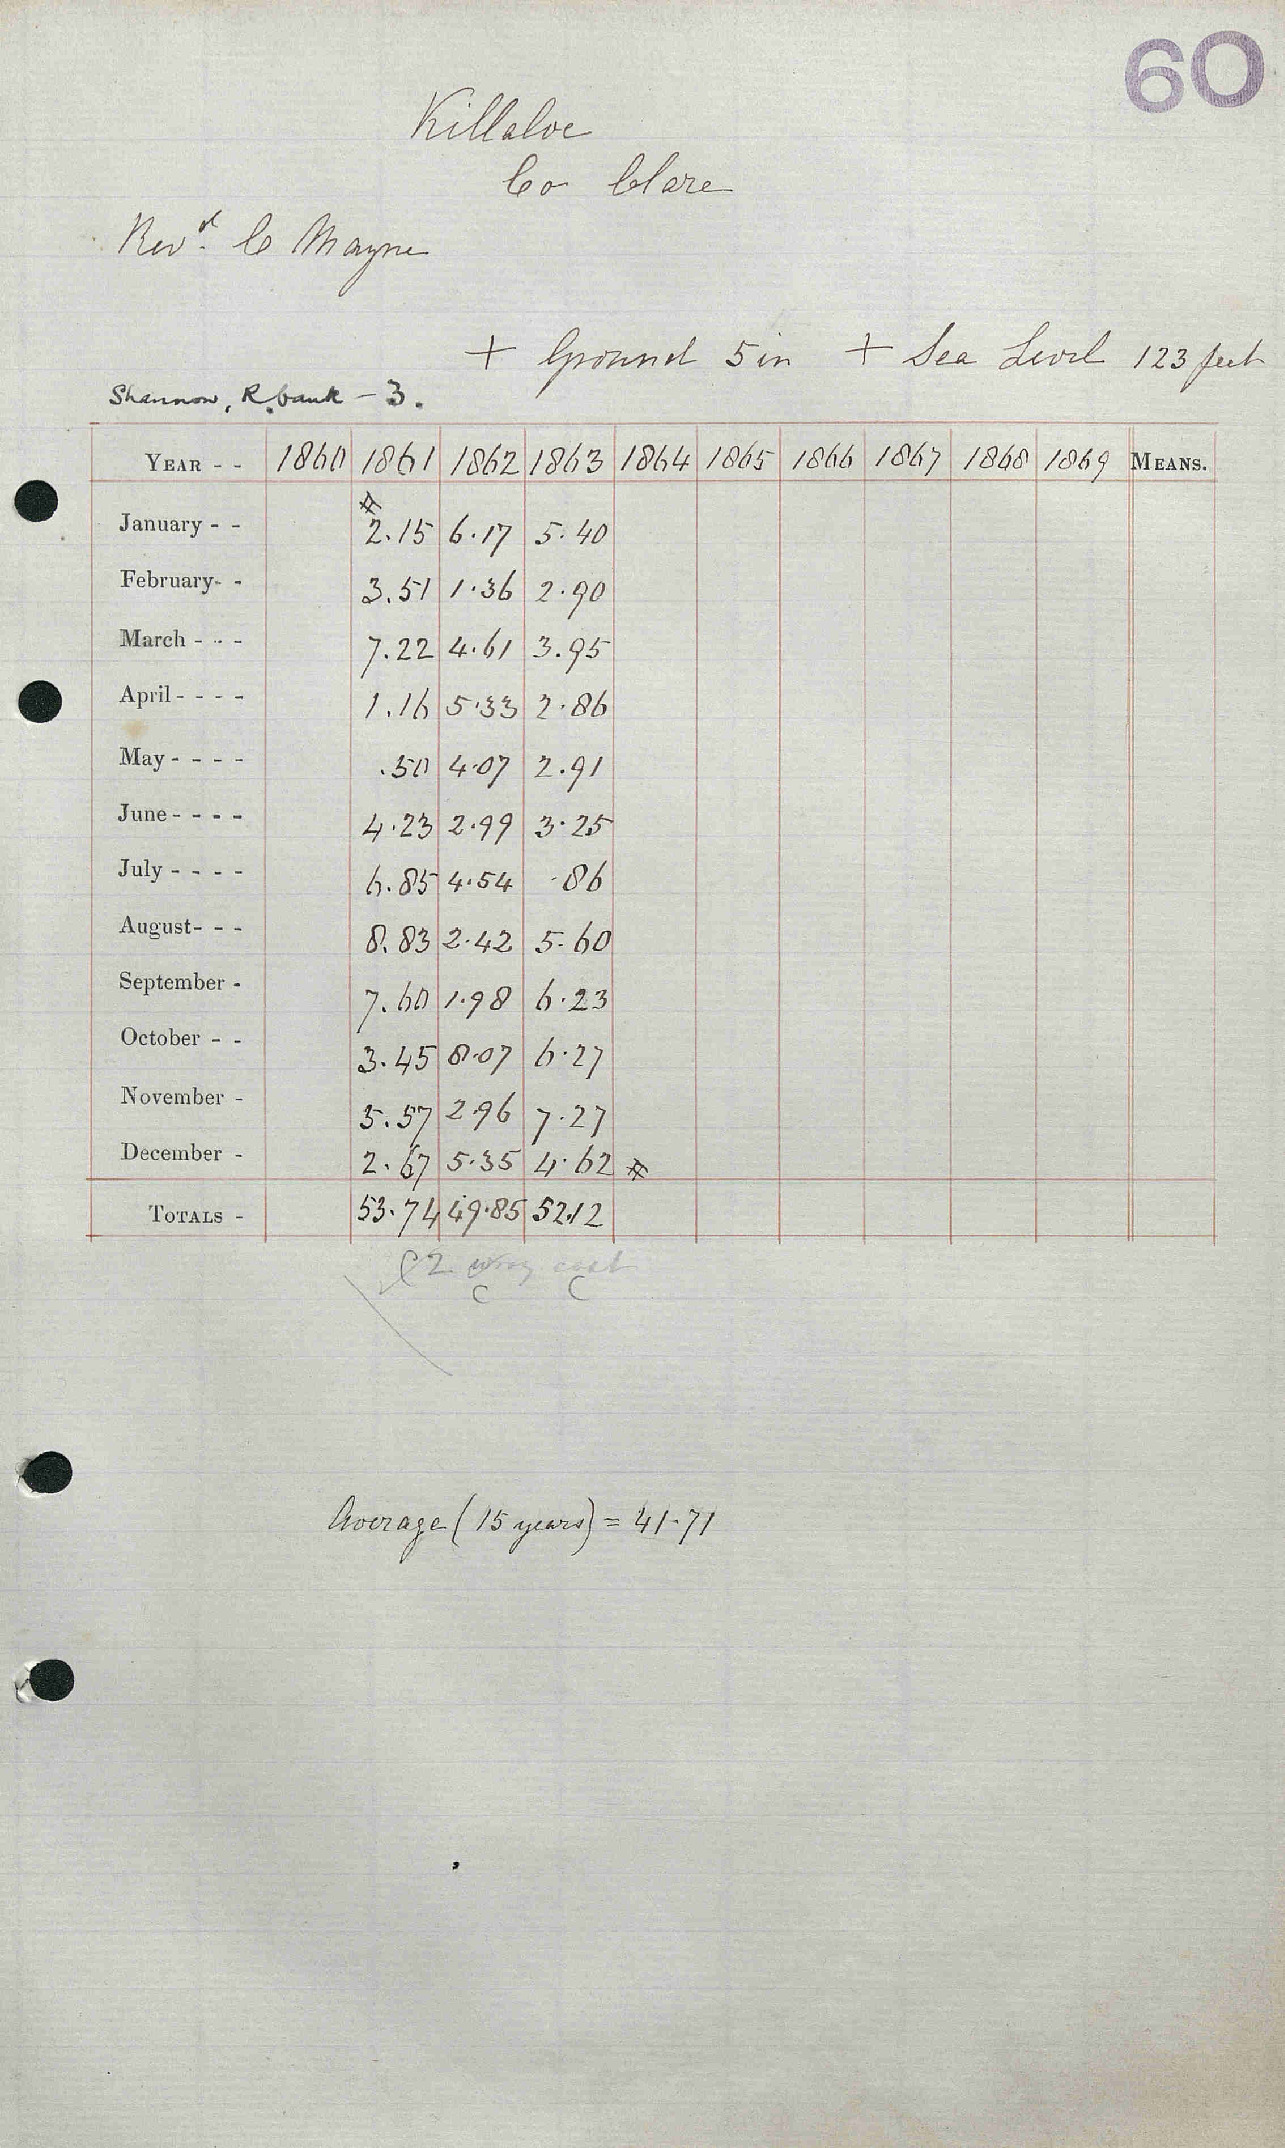 60
Killaloe
Co Clare
Revd. C Mayne
+ Ground 5 in + Sea Level 123 feet
Shannon, R. bank - 3.
YEAR - - 1860 1861 1862 1863 1864 1865 1866 1867 1868 1869 MEANS.
January - - # 2.15 6.17 5.40
February - - 3.51 1.36 2.90
March - - - 7.22 4.61 3.95
April - - - - 1.16 5.33 2.86
May - - - - .50 4.07 2.91
June - - - - 4.23 2.99 3.25
July - - - - 6.85 4.54 .86
August - - - 8.83 2.42 5.60
September - 7.60 1.98 6.23
October - - 3.45 8.07 6.27
November - 5.57 2.96 7.27
December - 2.67 5.35 4.62 #
TOTALS - 53.74 49.85 52.12
62 wrong cast
C C
Average (15 years) = 41.71